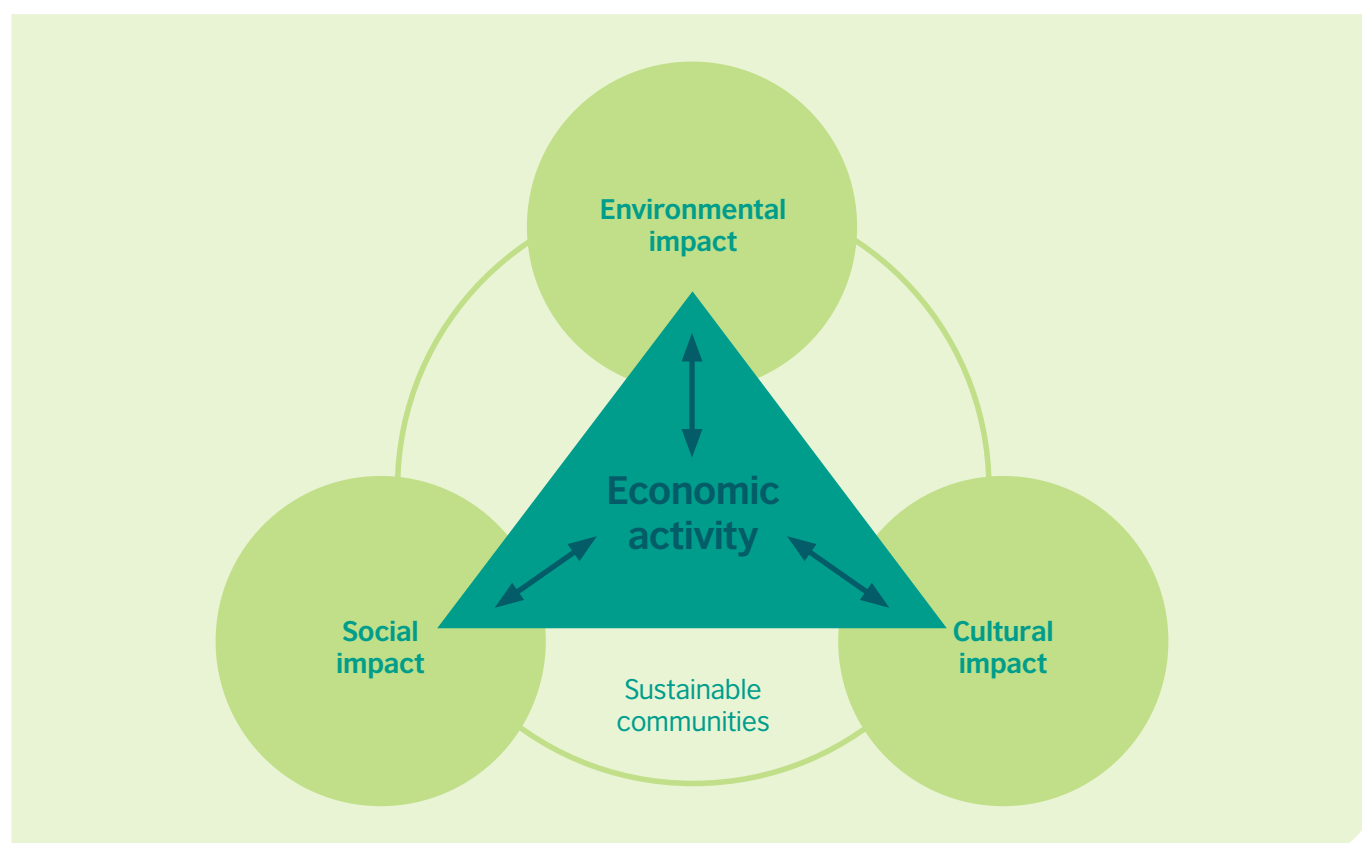 Environmental
impact
Economic
activity
Social
impact
Cultural
impact
Sustainable
communities